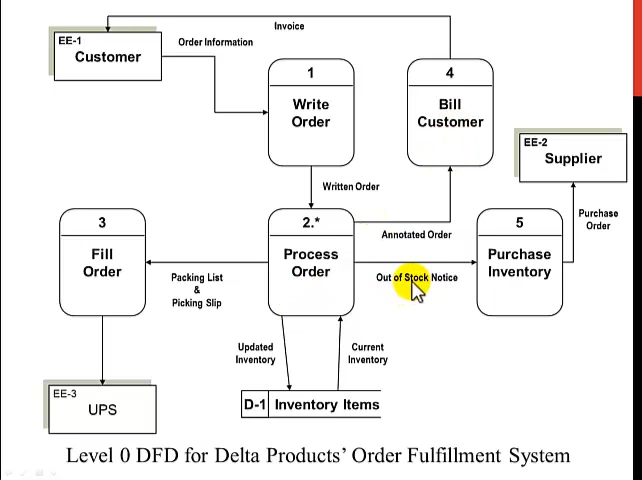 Invoice
EE-1
Customer
Order Information
1
Write
Order
4
Bill
Customer
EE-2
Supplier
Written Order
Purchase
Order
3
Fill
Order
2.*
Process
Order
Annotated Order
5
Purchase
Inventory
Packing List
&
Picking Slip
Out of Stock Notice
Updated
Inventory
Current
Inventory
EE-3
UPS
D-1 Inventory Items
Level 0 DFD for Delta Products’ Order Fulfillment System